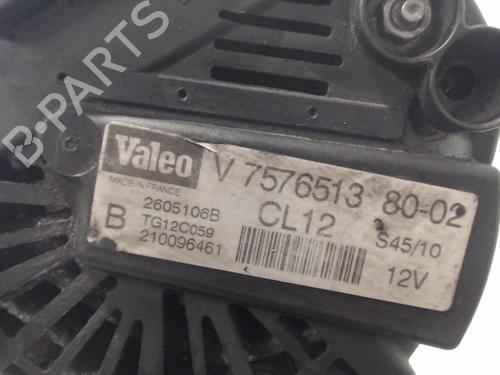 B-PARTS
Valeo V 7576513 80-02
MADE IN FRANCE
2605106B CL12 S45/10
B TG12C059
210096461 12V